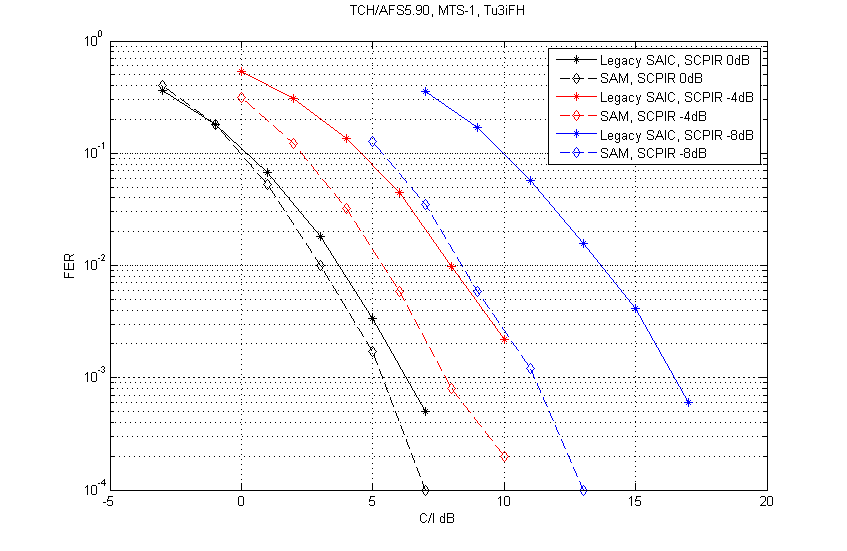 TCH/AFS5.90, MTS-1, Tu3iFH
10^0
10^-1
10^-2
10^-3
10^-4
FER
Legacy SAIC, SCPIR 0dB
SAM, SCPIR 0dB
Legacy SAIC, SCPIR -4dB
SAM, SCPIR -4dB
Legacy SAIC, SCPIR -8dB
SAM, SCPIR -8dB
-5 0 5 10 15 20
C/I dB